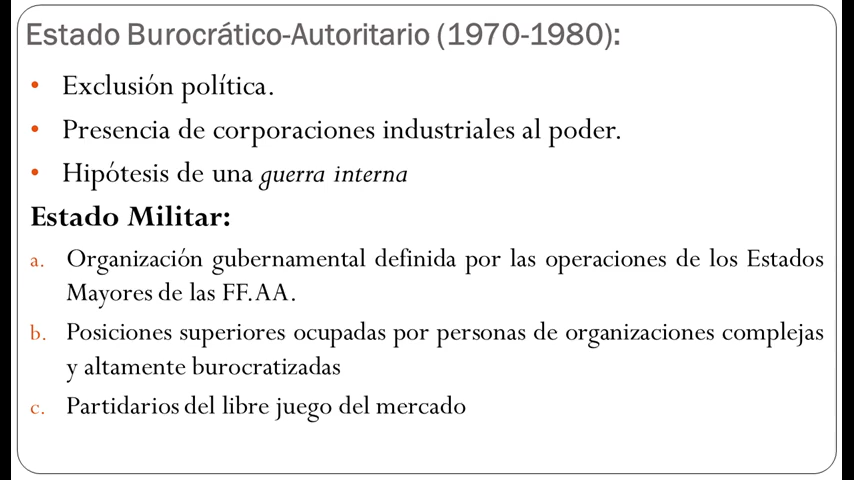 Estado Burocrático-Autoritario (1970-1980):
• Exclusión política.
• Presencia de corporaciones industriales al poder.
• Hipótesis de una guerra interna
Estado Militar:
a. Organización gubernamental definida por las operaciones de los Estados
Mayores de las FF.AA.
b. Posiciones superiores ocupadas por personas de organizaciones complejas
y altamente burocratizadas
c. Partidarios del libre juego del mercado